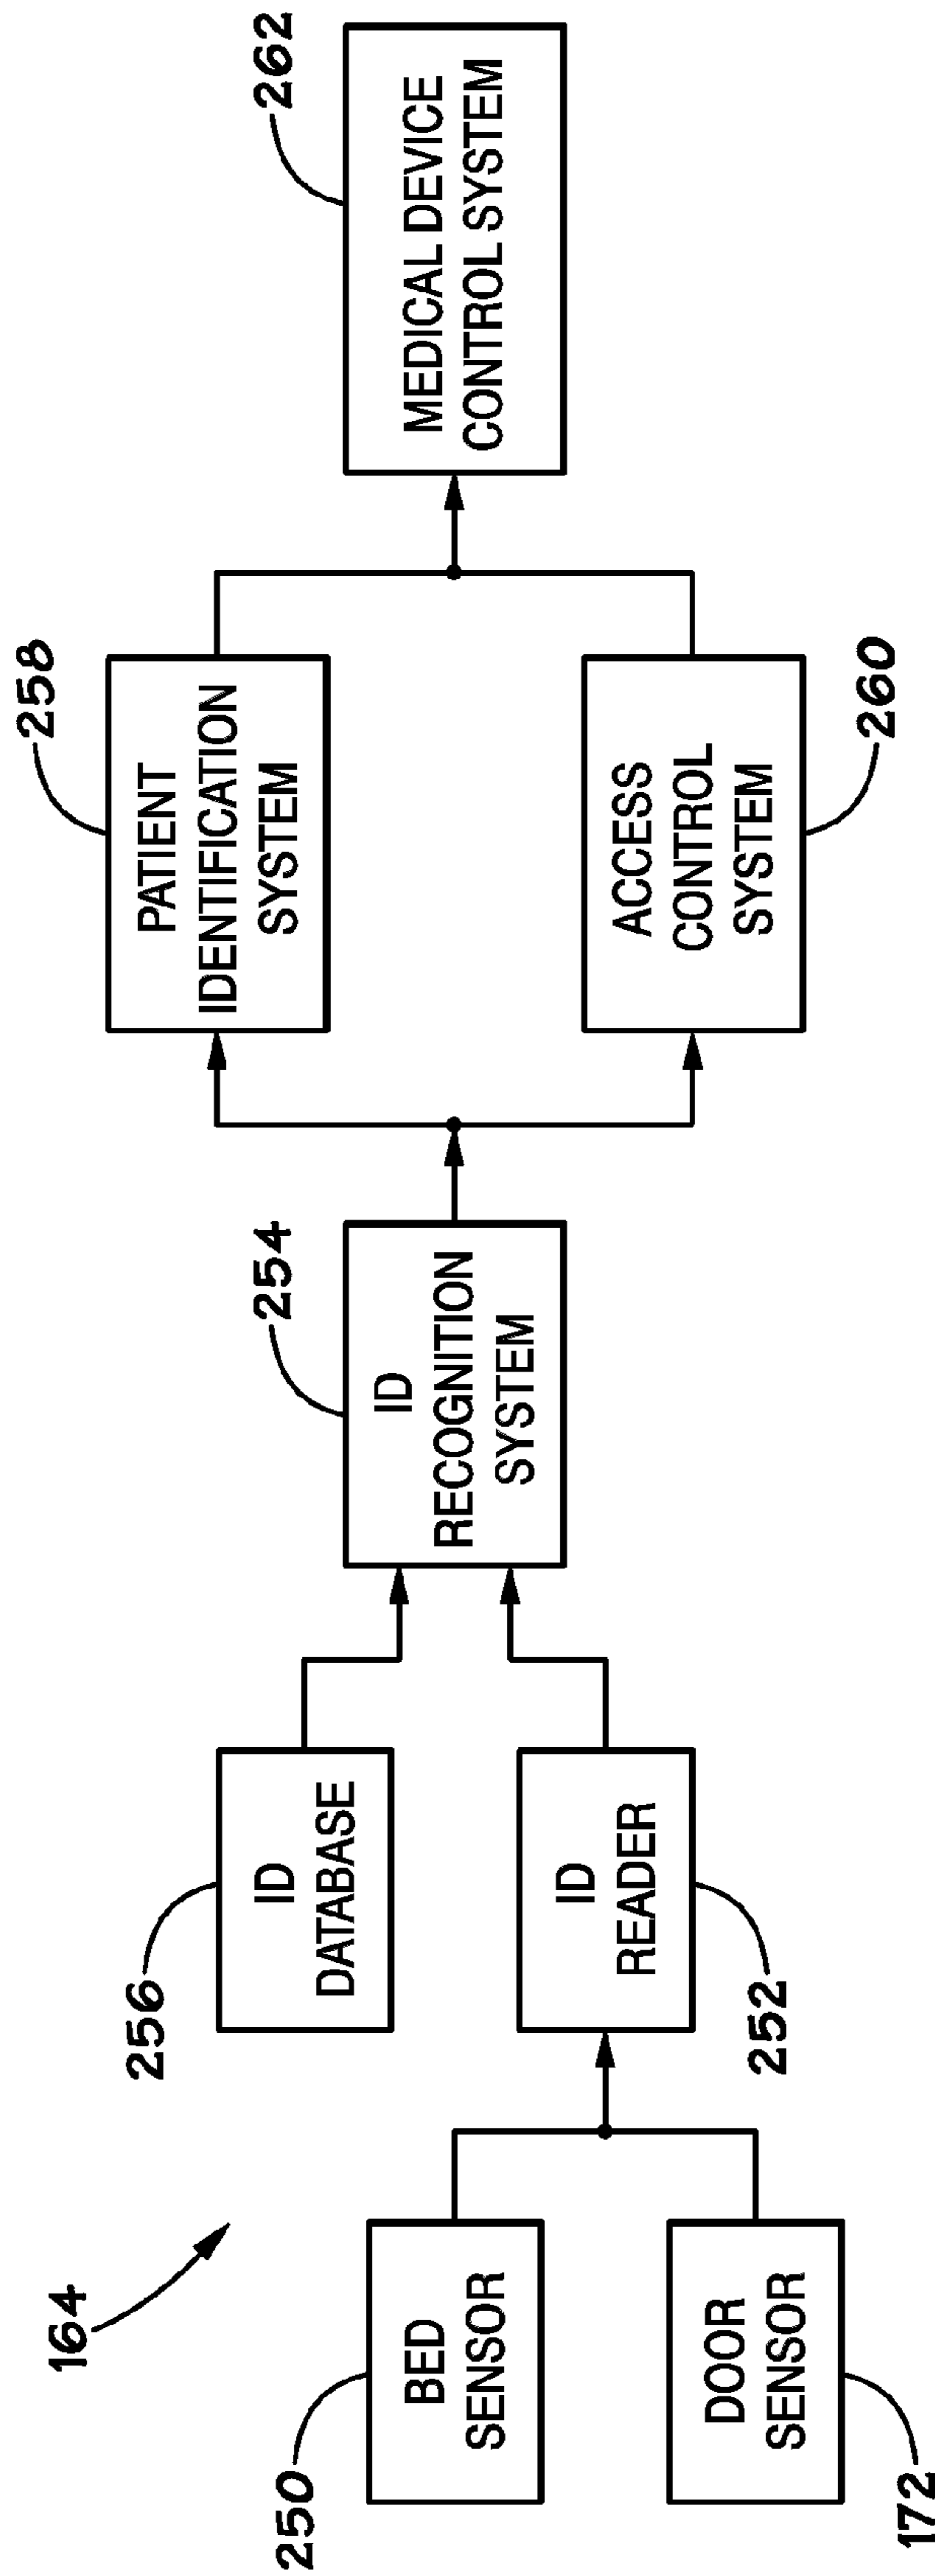 164
250
BED
SENSOR
DOOR
SENSOR
172
256
ID
DATABASE
ID
READER
252
254
ID
RECOGNITION
SYSTEM
258
PATIENT
IDENTIFICATION
SYSTEM
ACCESS
CONTROL
SYSTEM
260
262
MEDICAL DEVICE
CONTROL SYSTEM